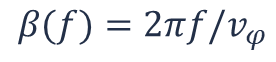 β(f) = 2πf/v_φ